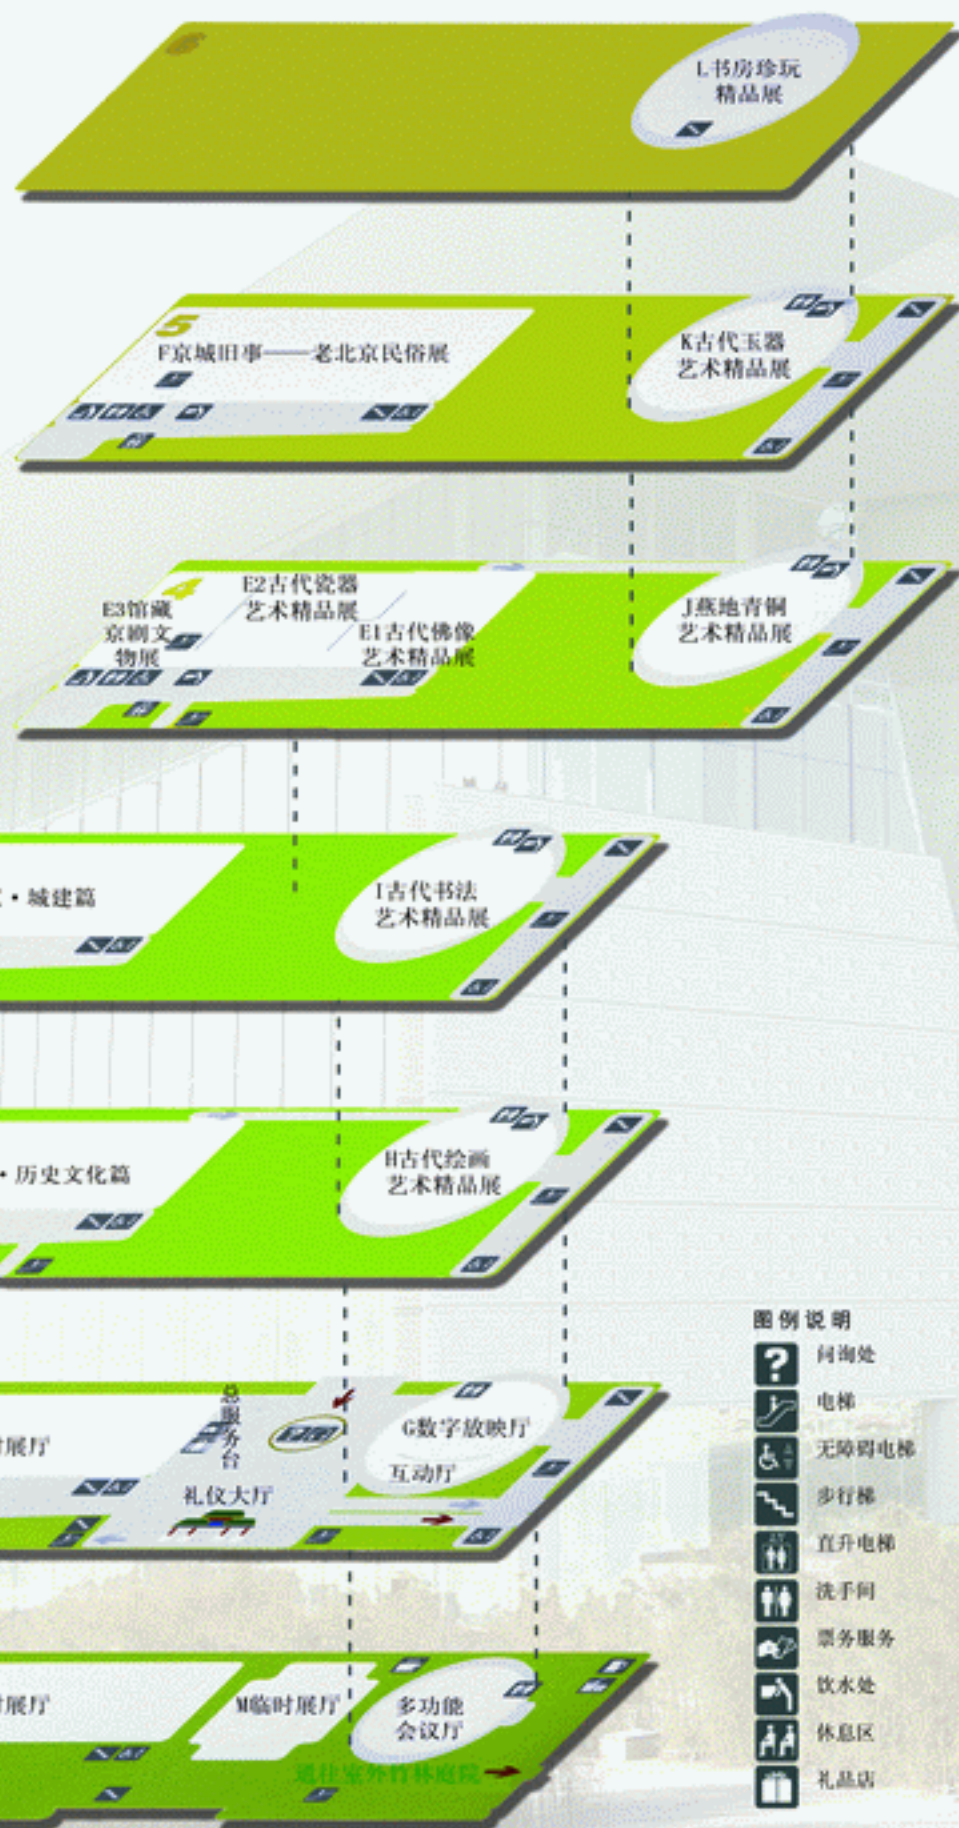 6
L书房珍玩
精品展
5
F京城旧事——老北京民俗展
K古代玉器
艺术精品展
4
E3馆藏
京剧文
物展
E2古代瓷器
艺术精品展
E1古代佛像
艺术精品展
J燕地青铜
艺术精品展
·城建篇
I古代书法
艺术精品展
·历史文化篇
H古代绘画
艺术精品展
展厅
总服务台
礼仪大厅
G数字放映厅
互动厅
展厅
M临时展厅
多功能
会议厅
通往室外竹林庭院
图例说明
问询处
电梯
无障碍电梯
步行梯
直升电梯
洗手间
票务服务
饮水处
休息区
礼品店